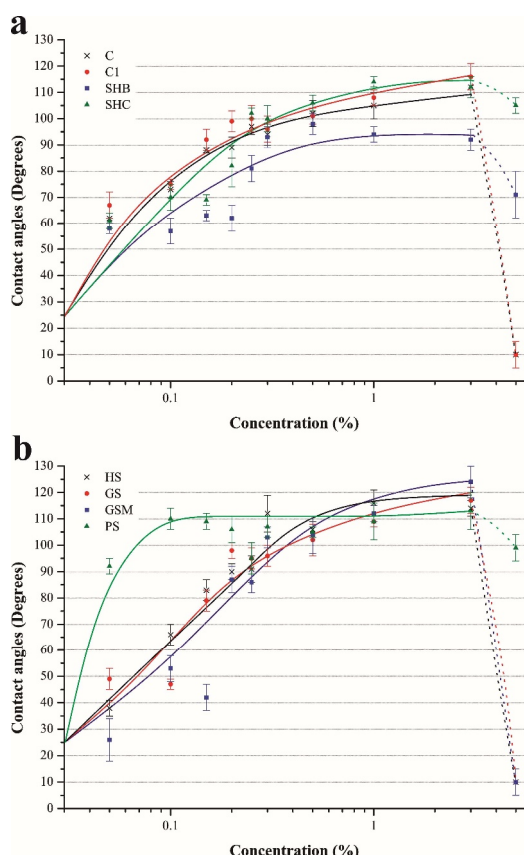 a
130
120
110
100
90
80
70
60
50
40
30
20
10
0
Contact angles (Degrees)
C
C1
SHB
SHC
0.1
1
Concentration (%)
b
130
120
110
100
90
80
70
60
50
40
30
20
10
0
Contact angles (Degrees)
HS
GS
GSM
PS
0.1
1
Concentration (%)